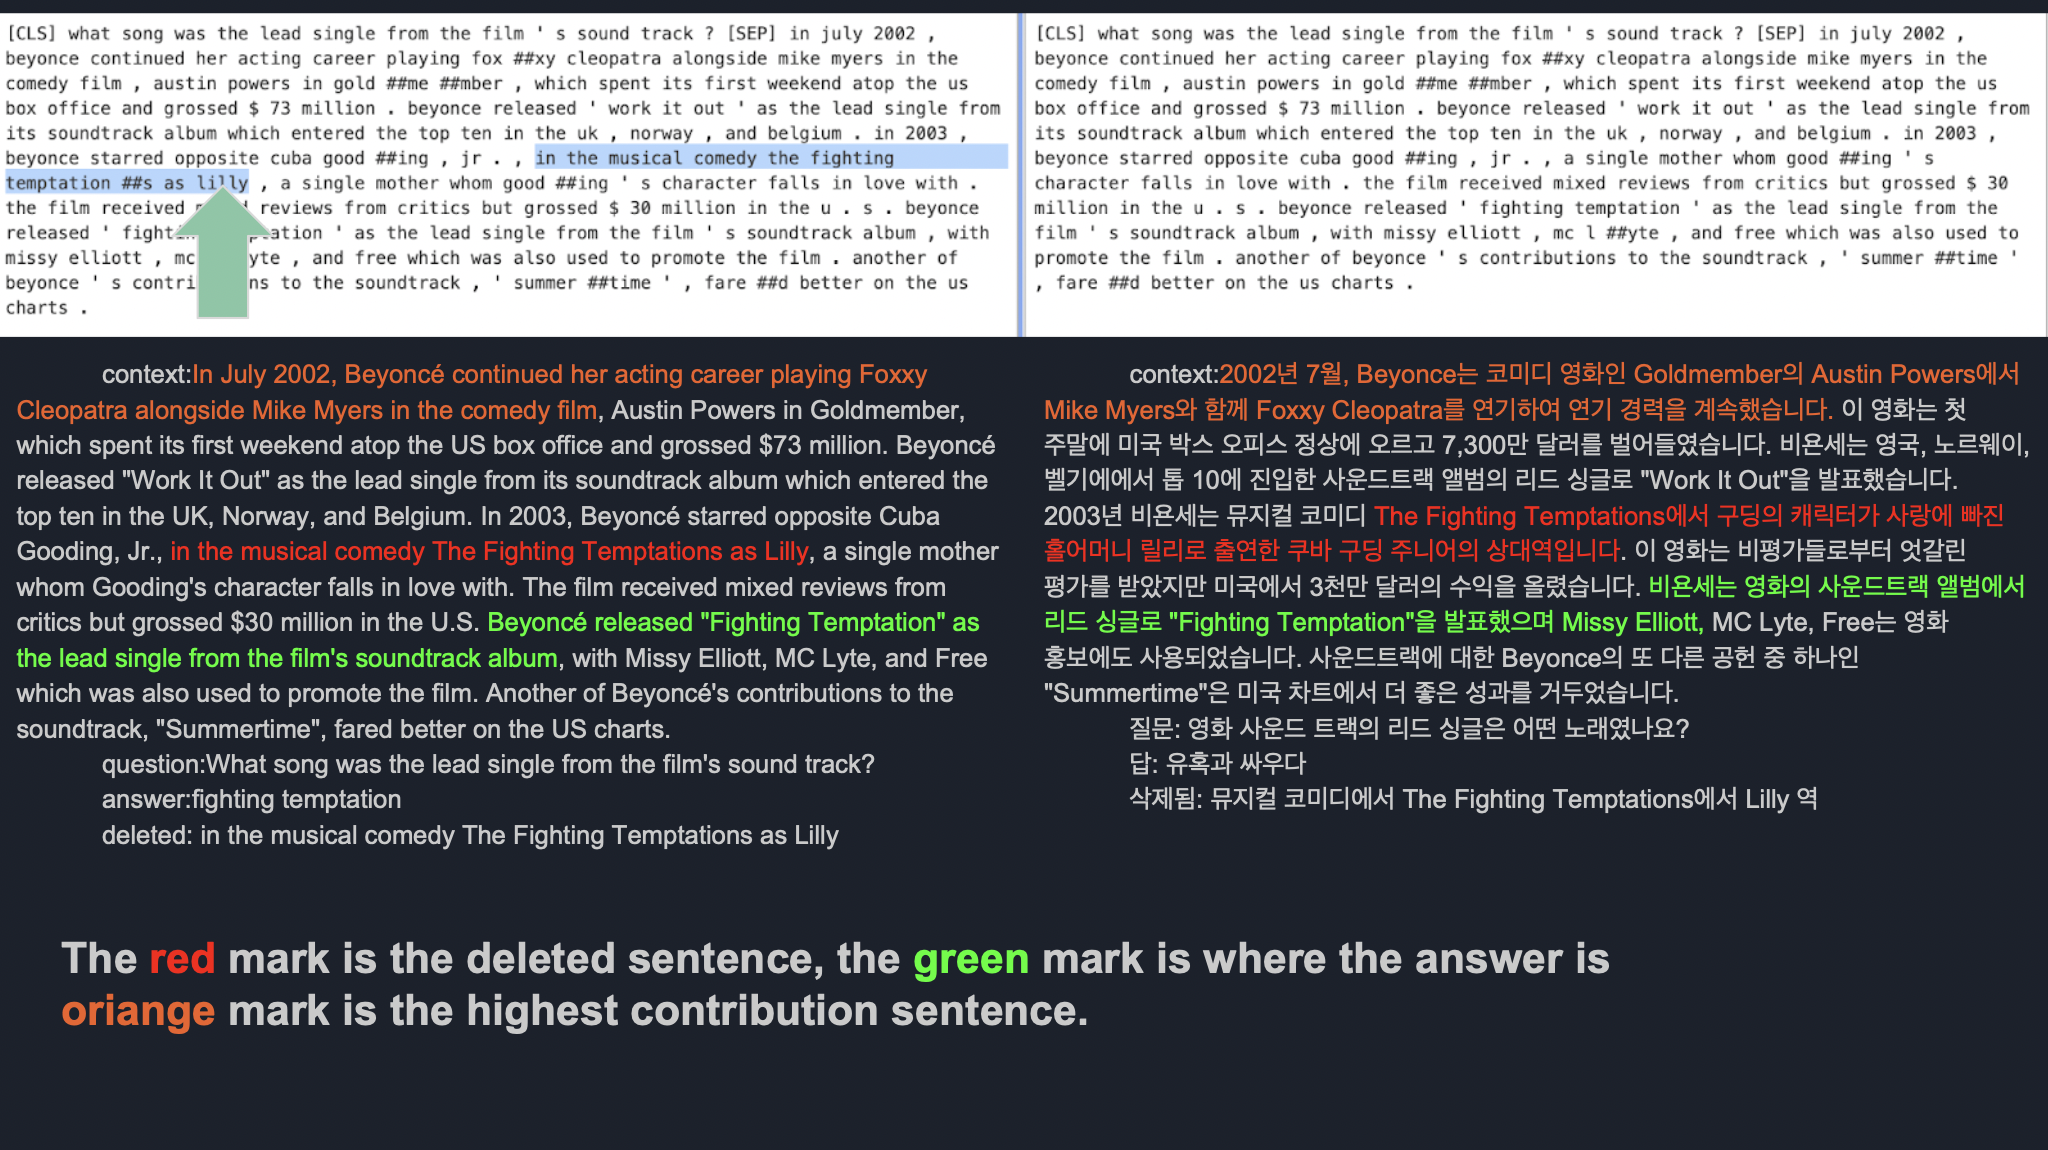 [CLS] what song was the lead single from the film ' s sound track ? [SEP] in july 2002 ,
beyonce continued her acting career playing fox ##xy cleopatra alongside mike myers in the
comedy film , austin powers in gold ##me ##mber , which spent its first weekend atop the us
box office and grossed $ 73 million . beyonce released ' work it out ' as the lead single from
its soundtrack album which entered the top ten in the uk , norway , and belgium . in 2003 ,
beyonce starred opposite cuba good ##ing , jr . , in the musical comedy the fighting
temptation ##s as lilly , a single mother whom good ##ing ' s character falls in love with .
the film received reviews from critics but grossed $ 30 million in the u . s . beyonce
released ' ' as the lead single from the film ' s soundtrack album , with
missy elliott , mc , and free which was also used to promote the film . another of
beyonce ' s to the soundtrack , ' summer ##time ' , fare ##d better on the us
charts .
[CLS] what song was the lead single from the film ' s sound track ? [SEP] in july 2002 ,
beyonce continued her acting career playing fox ##xy cleopatra alongside mike myers in the
comedy film , austin powers in gold ##me ##mber , which spent its first weekend atop the us
box office and grossed $ 73 million . beyonce released ' work it out ' as the lead single from
its soundtrack album which entered the top ten in the uk , norway , and belgium . in 2003 ,
beyonce starred opposite cuba good ##ing , jr . , a single mother whom good ##ing ' s
character falls in love with . the film received mixed reviews from critics but grossed $ 30
million in the u . s . beyonce released ' fighting temptation ' as the lead single from the
film ' s soundtrack album , with missy elliott , mc l ##yte , and free which was also used to
promote the film . another of beyonce ' s contributions to the soundtrack , ' summer ##time '
, fare ##d better on the us charts .
context:In July 2002, Beyoncé continued her acting career playing Foxxy
Cleopatra alongside Mike Myers in the comedy film, Austin Powers in Goldmember,
which spent its first weekend atop the US box office and grossed $73 million. Beyoncé
released "Work It Out" as the lead single from its soundtrack album which entered the
top ten in the UK, Norway, and Belgium. In 2003, Beyoncé starred opposite Cuba
Gooding, Jr., in the musical comedy The Fighting Temptations as Lilly, a single mother
whom Gooding's character falls in love with. The film received mixed reviews from
critics but grossed $30 million in the U.S. Beyoncé released "Fighting Temptation" as
the lead single from the film's soundtrack album, with Missy Elliott, MC Lyte, and Free
which was also used to promote the film. Another of Beyoncé's contributions to the
soundtrack, "Summertime", fared better on the US charts.
question:What song was the lead single from the film's sound track?
answer:fighting temptation
deleted: in the musical comedy The Fighting Temptations as Lilly
context:2002년 7월, Beyonce는 코미디 영화인 Goldmember의 Austin Powers에서
Mike Myers와 함께 Foxxy Cleopatra를 연기하여 연기 경력을 계속했습니다. 이 영화는 첫
주말에 미국 박스 오피스 정상에 오르고 7,300만 달러를 벌어들였습니다. 비욘세는 영국, 노르웨이,
벨기에에서 톱 10에 진입한 사운드트랙 앨범의 리드 싱글로 "Work It Out"을 발표했습니다.
2003년 비욘세는 뮤지컬 코미디 The Fighting Temptations에서 구딩의 캐릭터가 사랑에 빠진
홀어머니 릴리로 출연한 쿠바 구딩 주니어의 상대역입니다. 이 영화는 비평가들로부터 엇갈린
평가를 받았지만 미국에서 3천만 달러의 수익을 올렸습니다. 비욘세는 영화의 사운드트랙 앨범에서
리드 싱글로 "Fighting Temptation"을 발표했으며 Missy Elliott, MC Lyte, Free는 영화
홍보에도 사용되었습니다. 사운드트랙에 대한 Beyonce의 또 다른 공헌 중 하나인
"Summertime"은 미국 차트에서 더 좋은 성과를 거두었습니다.
질문: 영화 사운드 트랙의 리드 싱글은 어떤 노래였나요?
답: 유혹과 싸우다
삭제됨: 뮤지컬 코미디에서 The Fighting Temptations에서 Lilly 역
The red mark is the deleted sentence, the green mark is where the answer is
oriange mark is the highest contribution sentence.